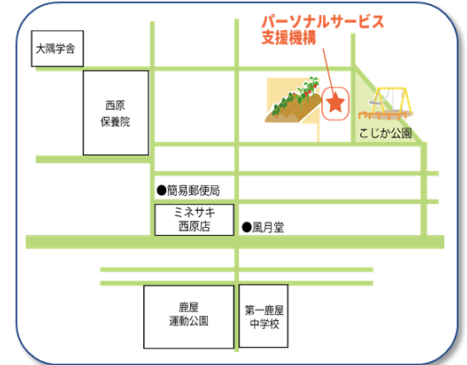 パーソナルサービス
支援機構
大隅学舎
西原
保養院
こじか公園
●簡易郵便局
ミネサキ
西原店
●風月堂
鹿屋
運動公園
第一鹿屋
中学校